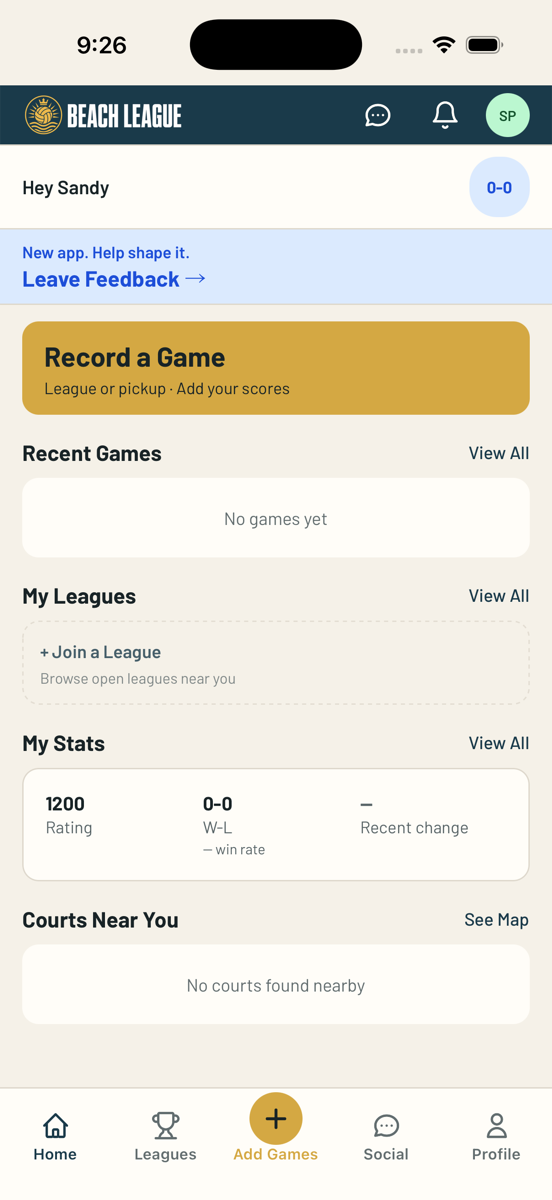 9:26
BEACH LEAGUE
SP
Hey Sandy
0-0
New app. Help shape it.
Leave Feedback →
Record a Game
League or pickup · Add your scores
Recent Games
View All
No games yet
My Leagues
View All
+ Join a League
Browse open leagues near you
My Stats
View All
1200
Rating
0-0
W-L
— win rate
—
Recent change
Courts Near You
See Map
No courts found nearby
Home
Leagues
Add Games
Social
Profile